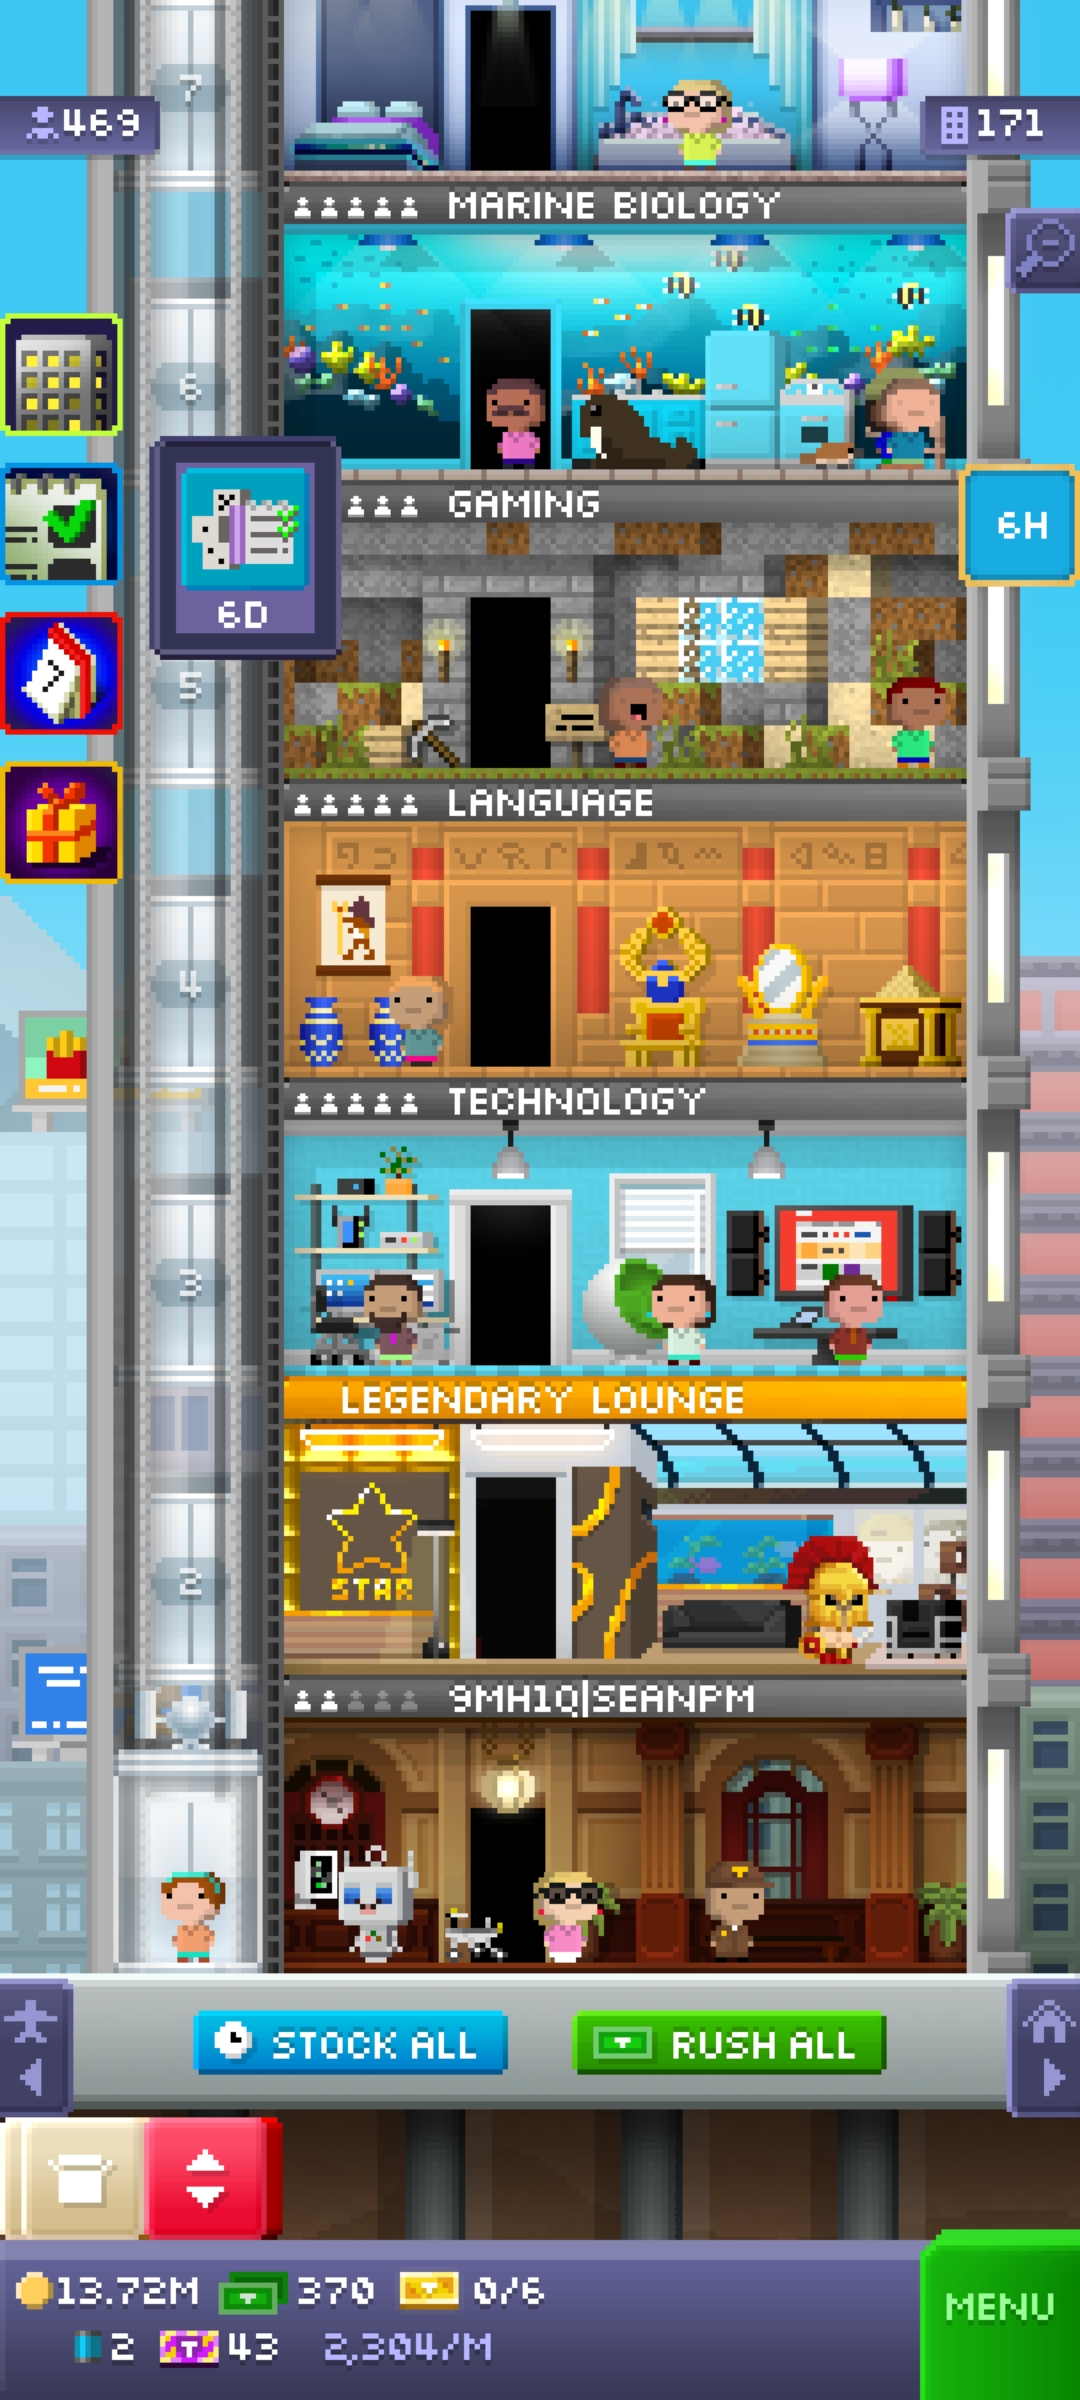 7
469
171
MARINE BIOLOGY
6
GAMING
6H
6D
5
LANGUAGE
4
TECHNOLOGY
3
LEGENDARY LOUNGE
STAR
2
9MH1Q|SEANPM
STOCK ALL
RUSH ALL
13.72M 370 0/6
2 43 2,304/M
MENU